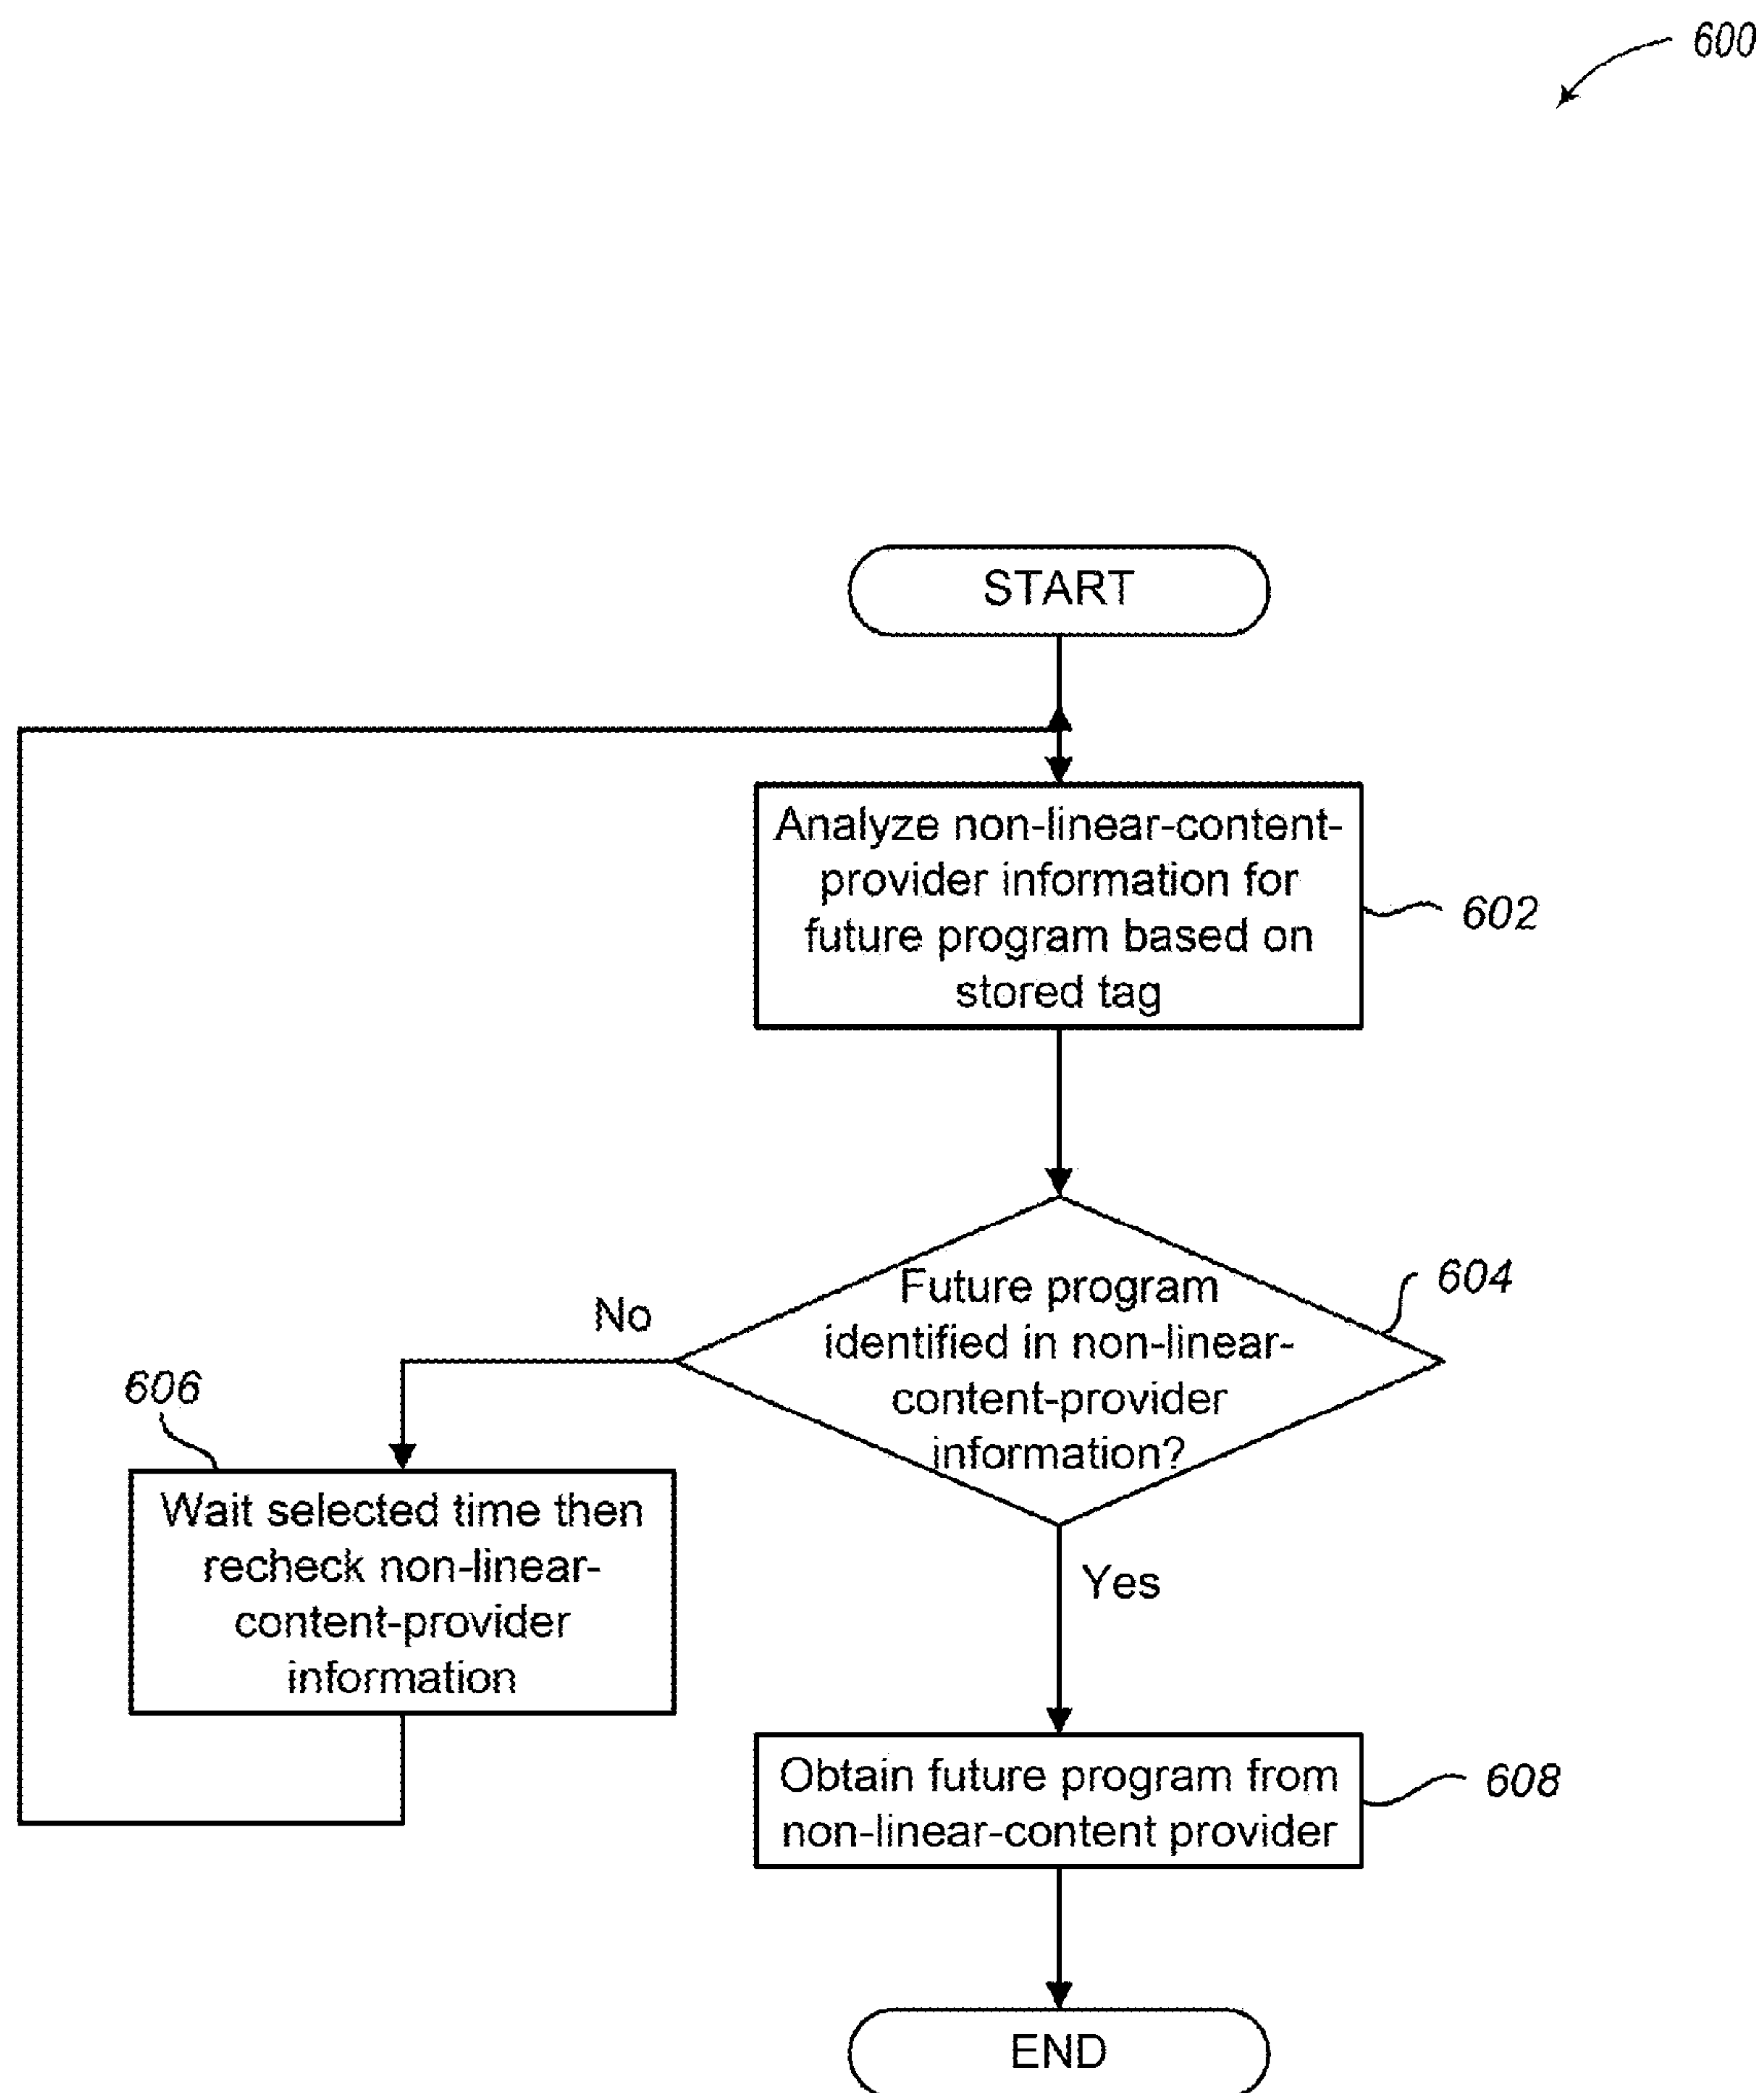 600
START
Analyze non-linear-content-
provider information for
future program based on
stored tag
602
Future program
identified in non-linear-
content-provider
information?
604
No
606
Wait selected time then
recheck non-linear-
content-provider
information
Yes
Obtain future program from
non-linear-content provider
608
END